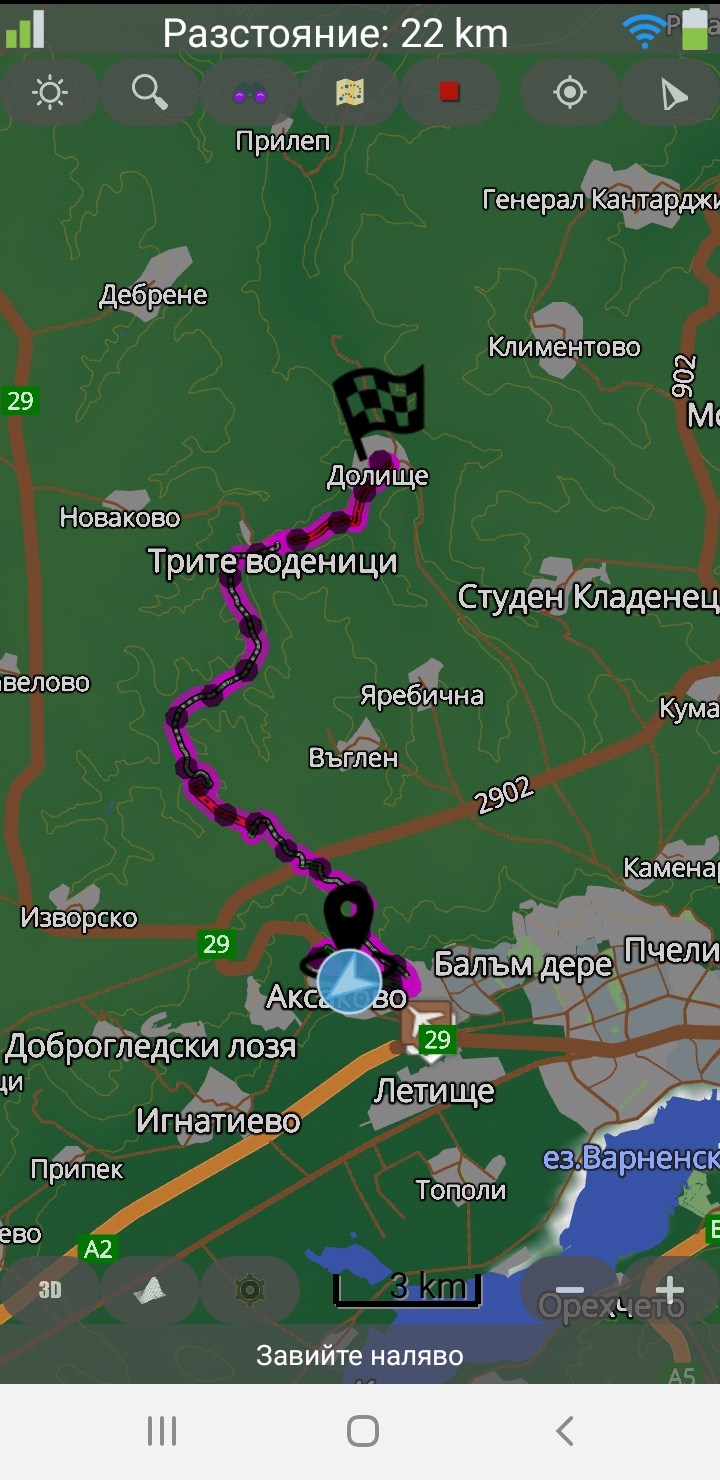 Разстояние: 22 km
Прилеп
Генерал Кантарджи
Дебрене
Климентово
902
29
Долище
Новаково
Трите воденици
Студен Кладенец
Яребична
Въглен
2902
Изворско
29
Балъм дере
Аксаково
29
Доброгледски лозя
Летище
Игнатиево
ез.Варненск
Припек
Тополи
A2
3D
3 km
Орехчето
Завийте наляво
A5